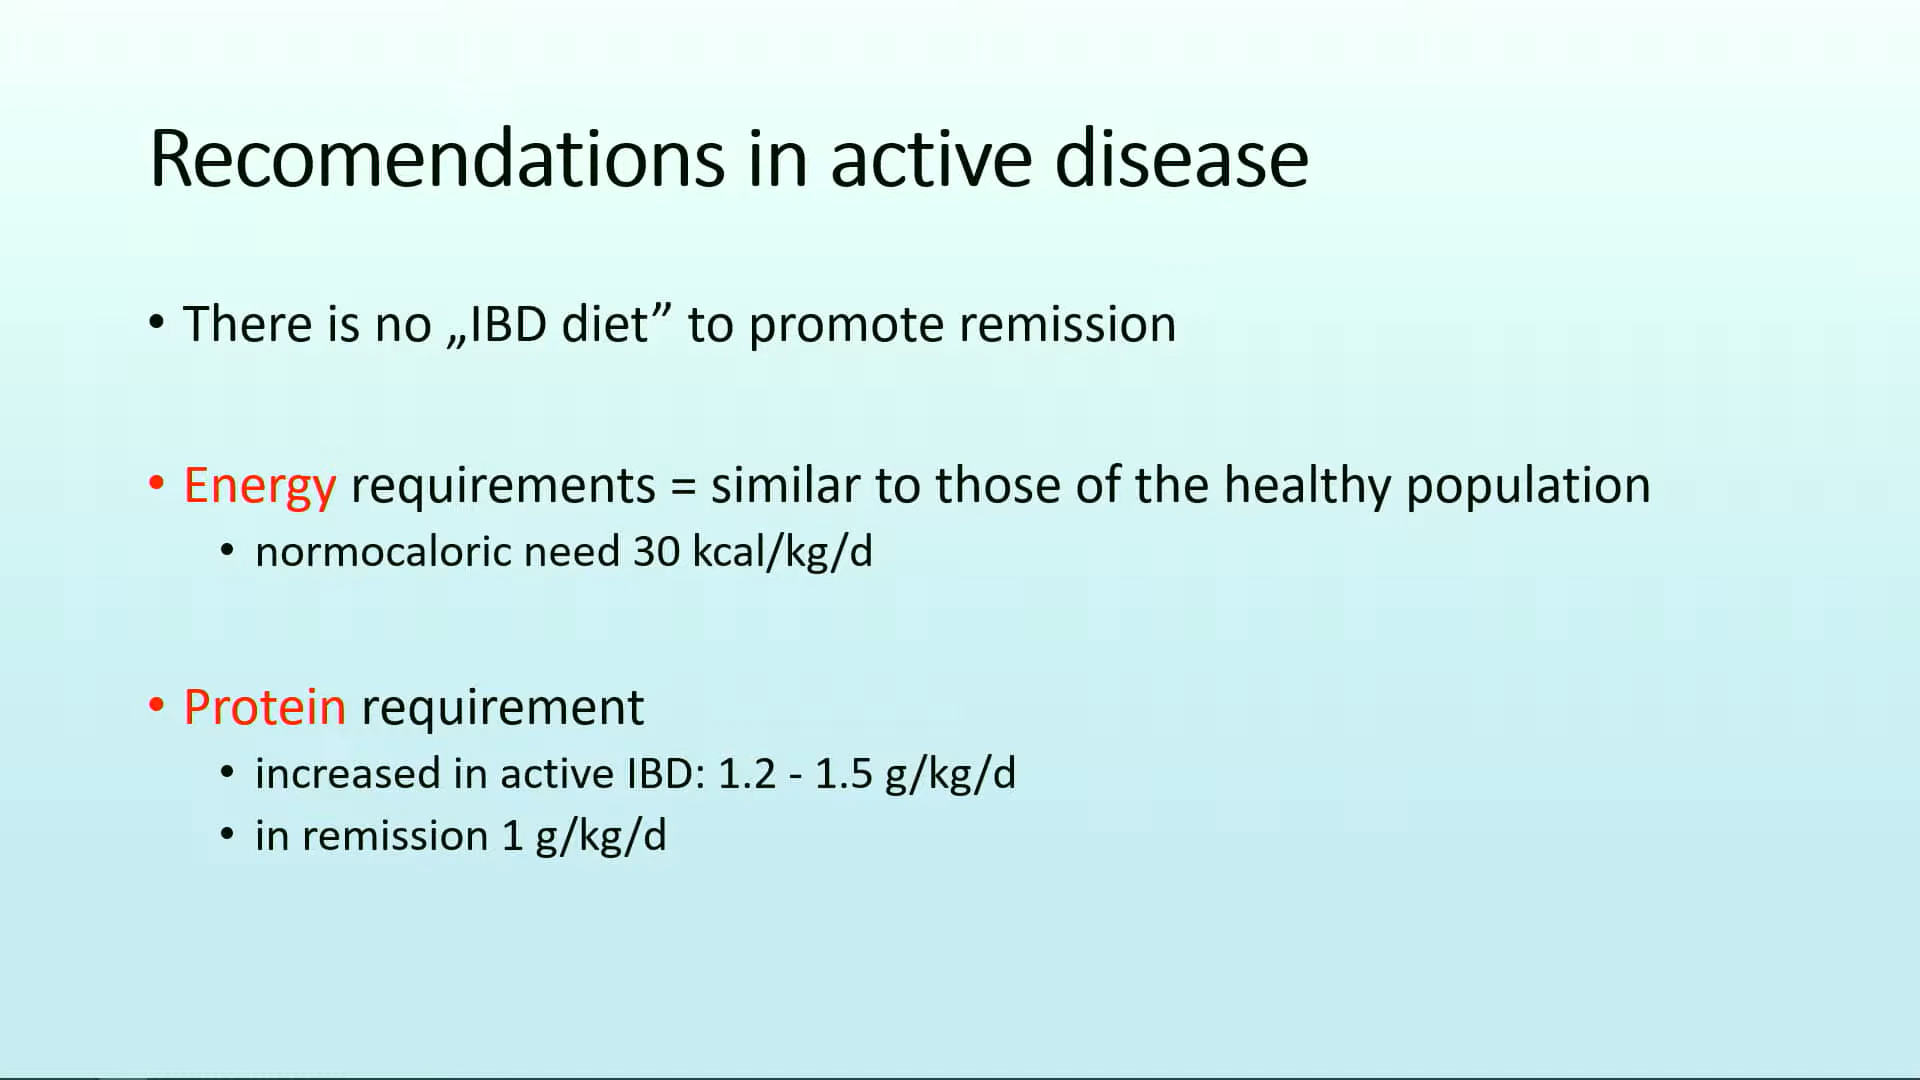 Recomendations in active disease
• There is no „IBD diet” to promote remission
• Energy requirements = similar to those of the healthy population
• normocaloric need 30 kcal/kg/d
• Protein requirement
• increased in active IBD: 1.2 - 1.5 g/kg/d
• in remission 1 g/kg/d